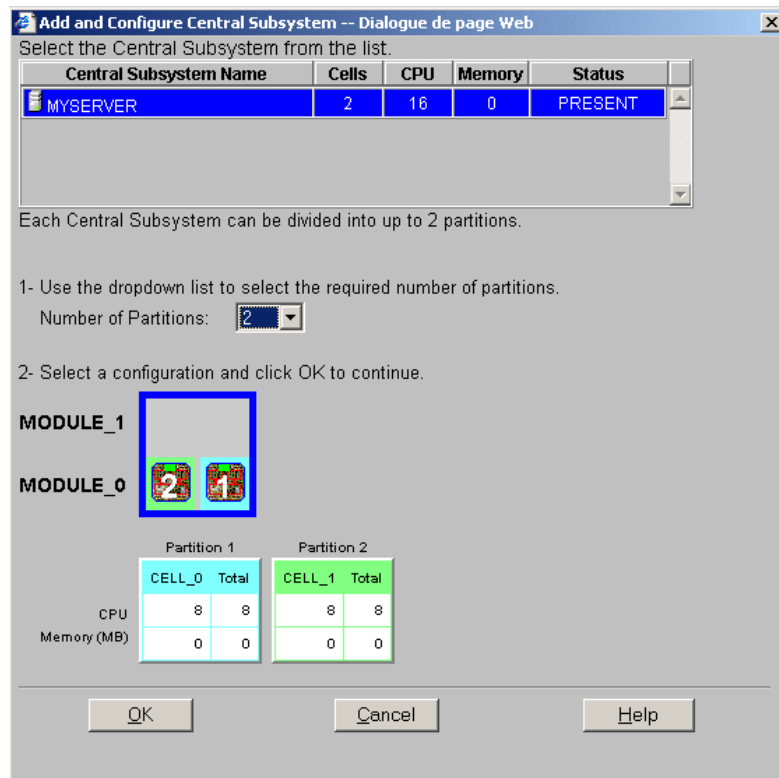 Add and Configure Central Subsystem -- Dialogue de page Web
Select the Central Subsystem from the list.
Central Subsystem Name Cells CPU Memory Status
MYSERVER 2 16 0 PRESENT
Each Central Subsystem can be divided into up to 2 partitions.
1- Use the dropdown list to select the required number of partitions.
Number of Partitions: 2
2- Select a configuration and click OK to continue.
MODULE_1
MODULE_0 2 1
Partition 1 Partition 2
CELL_0 Total CELL_1 Total
CPU 8 8 8 8
Memory (MB) 0 0 0 0
OK Cancel Help